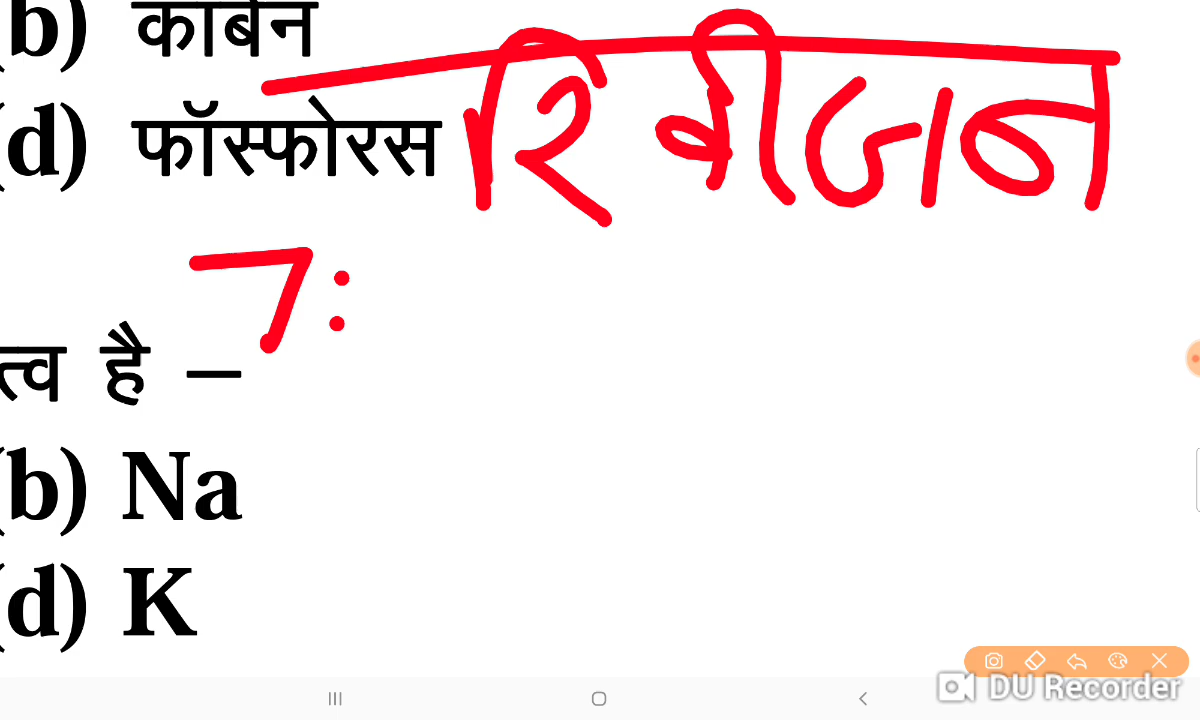 (b) कार्बन
(d) फॉस्फोरस रिवीजन
7:
त्व है –
(b) Na
(d) K
DU Recorder